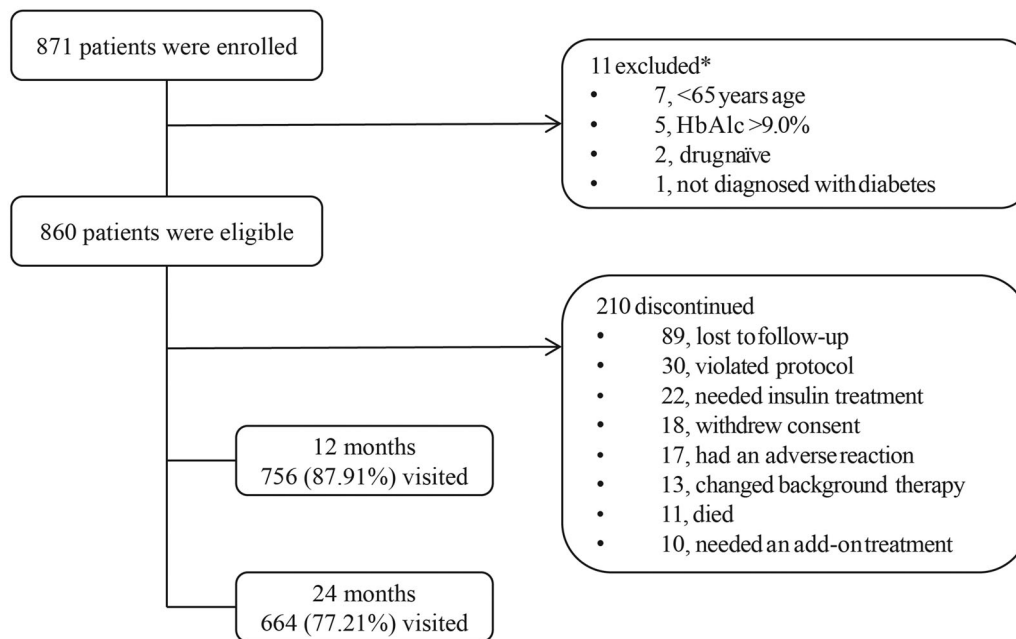 871 patients were enrolled
11 excluded*
• 7, <65 years age
• 5, HbAlc >9.0%
• 2, drugnaïve
• 1, not diagnosed with diabetes
860 patients were eligible
210 discontinued
• 89, lost to follow-up
• 30, violated protocol
• 22, needed insulin treatment
• 18, withdrew consent
• 17, had an adverse reaction
• 13, changed background therapy
• 11, died
• 10, needed an add-on treatment
12 months
756 (87.91%) visited
24 months
664 (77.21%) visited